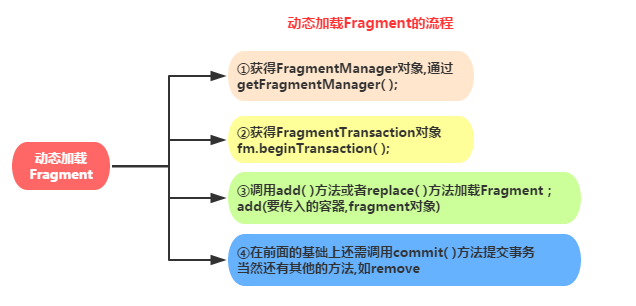 动态加载Fragment的流程
①获得FragmentManager对象,通过
getFragmentManager( );
②获得FragmentTransaction对象
fm.beginTransaction( );
动态加载
Fragment
③调用add( )方法或者replace( )方法加载Fragment；
add(要传入的容器,fragment对象)
④在前面的基础上还需调用commit( )方法提交事务
当然还有其他的方法,如remove